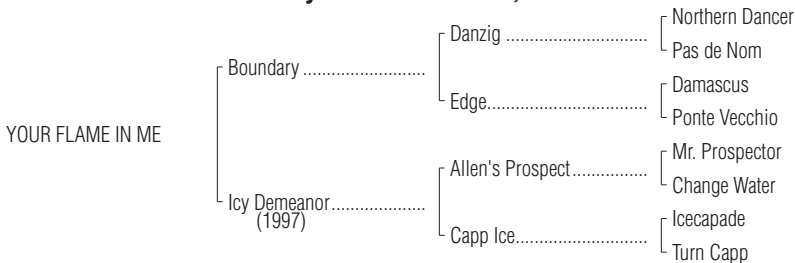 Northern Dancer
Danzig ................................
Pas de Nom
Boundary ...........................
Damascus
Edge....................................
Ponte Vecchio
YOUR FLAME IN ME
Mr. Prospector
Allen's Prospect.................
Change Water
Icy Demeanor.....................
(1997)
Icecapade
Capp Ice..............................
Turn Capp